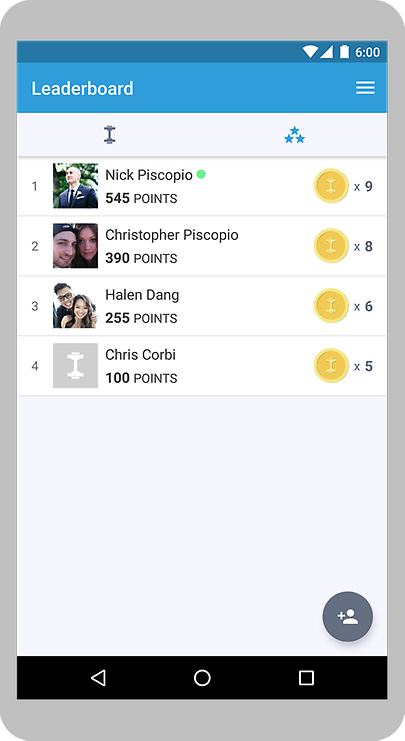 6:00
Leaderboard
1
Nick Piscopo
545 POINTS
x 9
2
Christopher Piscopio
390 POINTS
x 8
3
Halen Dang
255 POINTS
x 6
4
Chris Corbi
100 POINTS
x 5